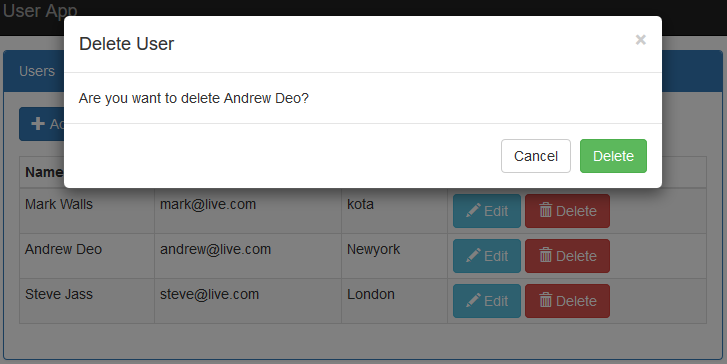 User App
Delete User ×
Are you want to delete Andrew Deo?
Cancel Delete
Users
Name
Mark Walls mark@live.com kota Edit Delete
Andrew Deo andrew@live.com Newyork Edit Delete
Steve Jass steve@live.com London Edit Delete